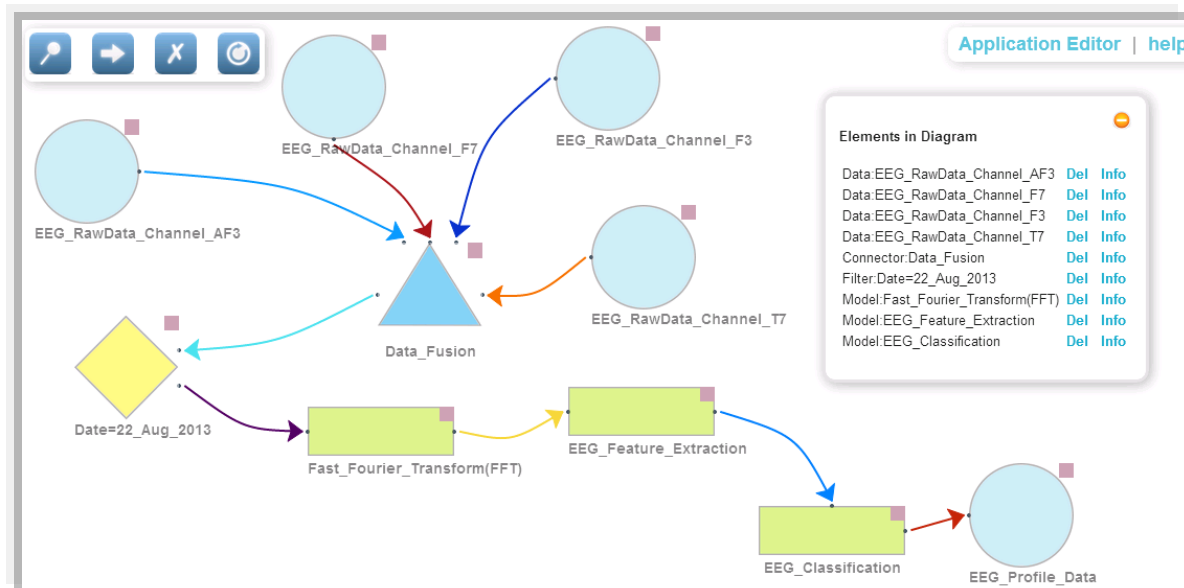 Application Editor | help
EEG_RawData_Channel_F7
EEG_RawData_Channel_F3
EEG_RawData_Channel_AF3
EEG_RawData_Channel_T7
Data_Fusion
Date=22_Aug_2013
Fast_Fourier_Transform(FFT)
EEG_Feature_Extraction
EEG_Classification
EEG_Profile_Data
Elements in Diagram
Data:EEG_RawData_Channel_AF3 Del Info
Data:EEG_RawData_Channel_F7 Del Info
Data:EEG_RawData_Channel_F3 Del Info
Data:EEG_RawData_Channel_T7 Del Info
Connector:Data_Fusion Del Info
Filter:Date=22_Aug_2013 Del Info
Model:Fast_Fourier_Transform(FFT) Del Info
Model:EEG_Feature_Extraction Del Info
Model:EEG_Classification Del Info